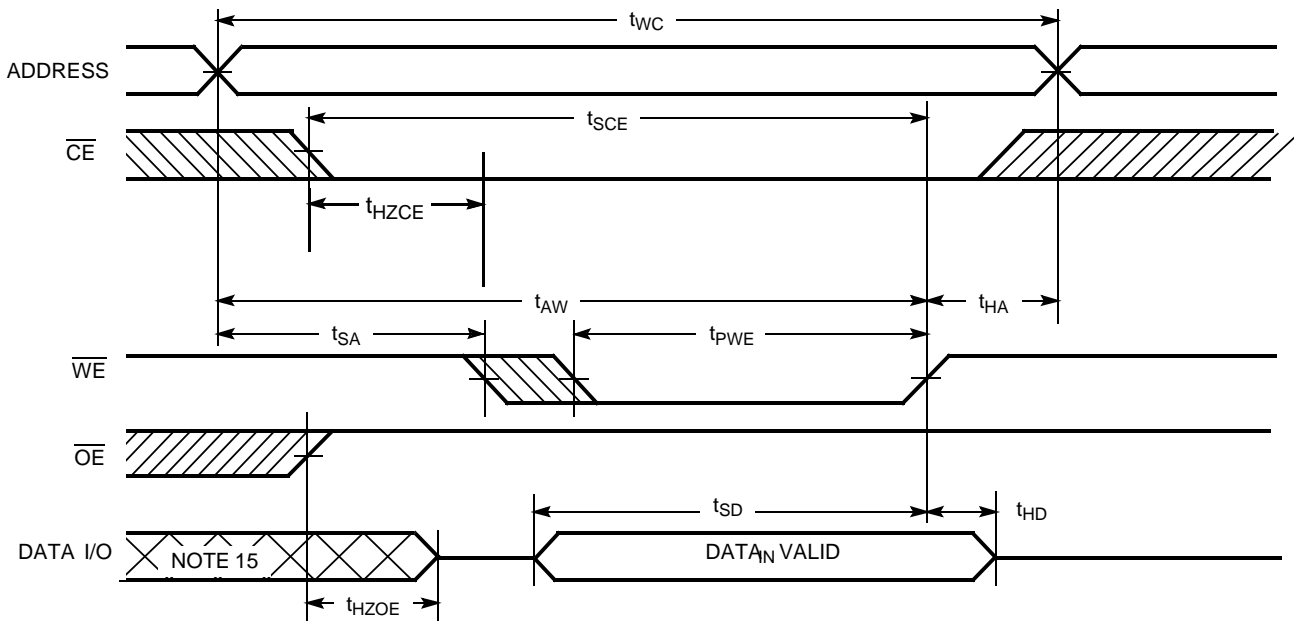 tWC
ADDRESS
tSCE
CE
tHZCE
tAW
tHA
tSA
tPWE
WE
OE
tSD
tHD
DATA I/O
NOTE 15
DATAIN VALID
tHZOE